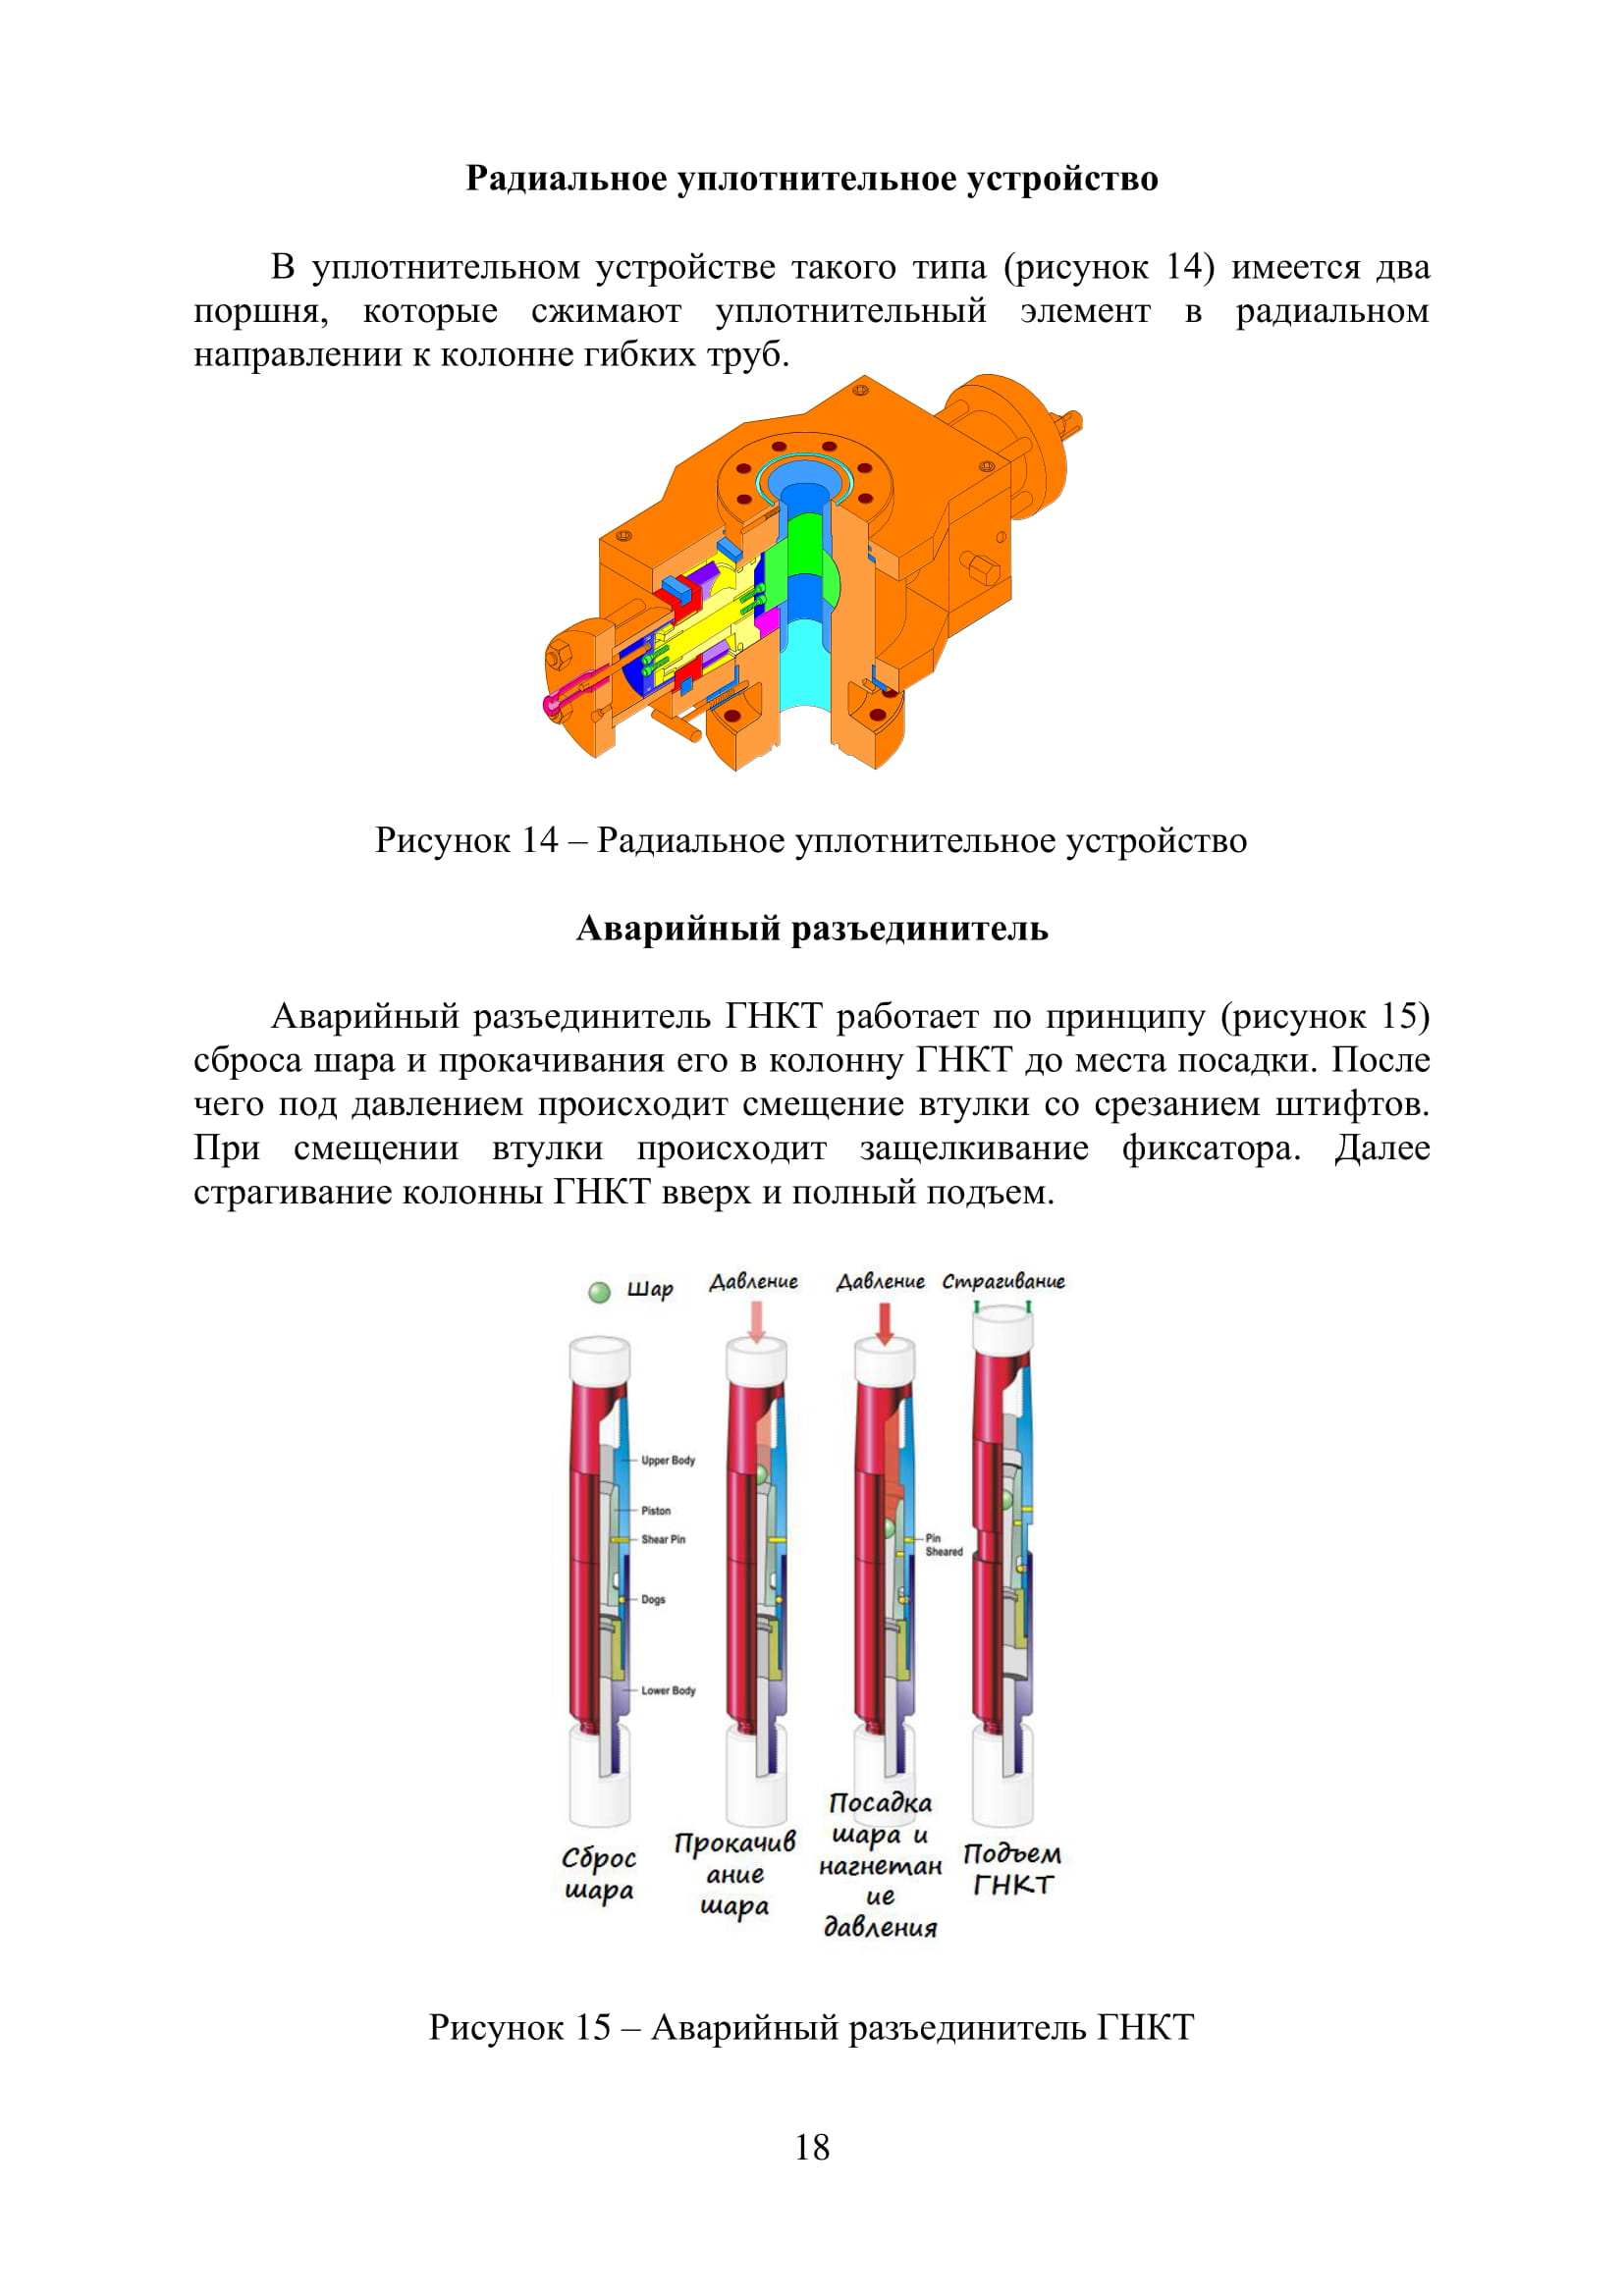 Радиальное уплотнительное устройство
В уплотнительном устройстве такого типа (рисунок 14) имеется два
поршня, которые сжимают уплотнительный элемент в радиальном
направлении к колонне гибких труб.
Рисунок 14 – Радиальное уплотнительное устройство
Аварийный разъединитель
Аварийный разъединитель ГНКТ работает по принципу (рисунок 15)
сброса шара и прокачивания его в колонну ГНКТ до места посадки. После
чего под давлением происходит смещение втулки со срезанием штифтов.
При смещении втулки происходит защелкивание фиксатора. Далее
страгивание колонны ГНКТ вверх и полный подъем.
Шар
Давление
Давление
Страгивание
Upper Body
Piston
Shear Pin
Dogs
Lower Body
Pin
Sheared
Сброс
шара
Прокачив
ание
шара
Посадка
шара и
нагнетан
ие
давления
Подъем
ГНКТ
Рисунок 15 – Аварийный разъединитель ГНКТ
18